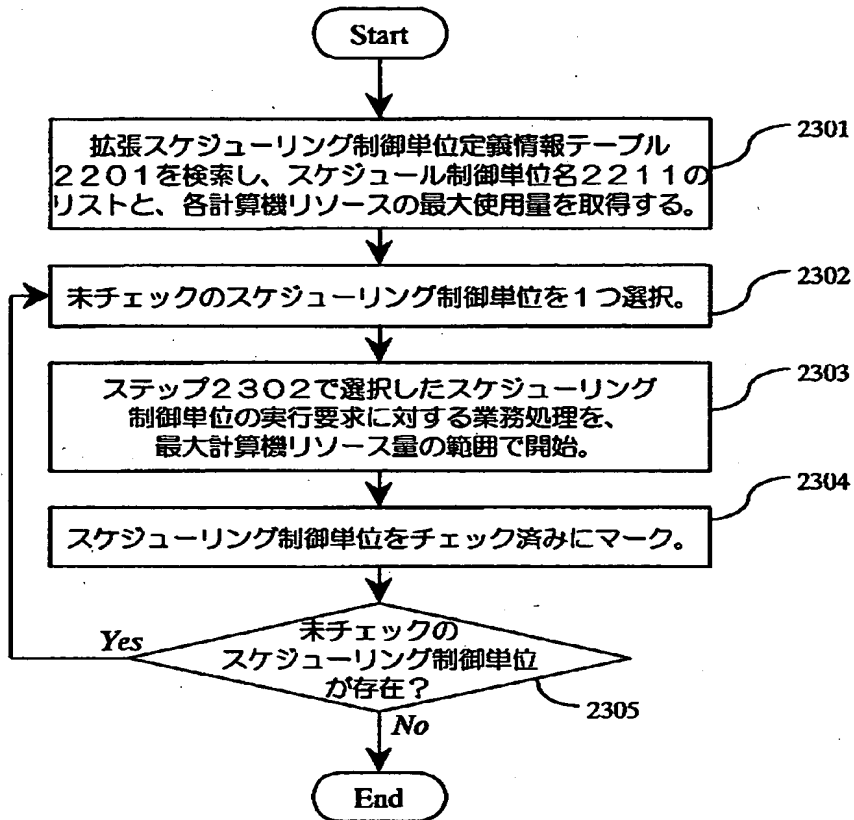 Start
拡張スケジューリング制御単位定義情報テーブル
2201を検索し、スケジュール制御単位名2211の
リストと、各計算機リソースの最大使用量を取得する。
2301
未チェックのスケジューリング制御単位を1つ選択。
2302
ステップ2302で選択したスケジューリング
制御単位の実行要求に対する業務処理を、
最大計算機リソース量の範囲で開始。
2303
スケジューリング制御単位をチェック済みにマーク。
2304
Yes
未チェックの
スケジューリング制御単位
が存在?
2305
No
End